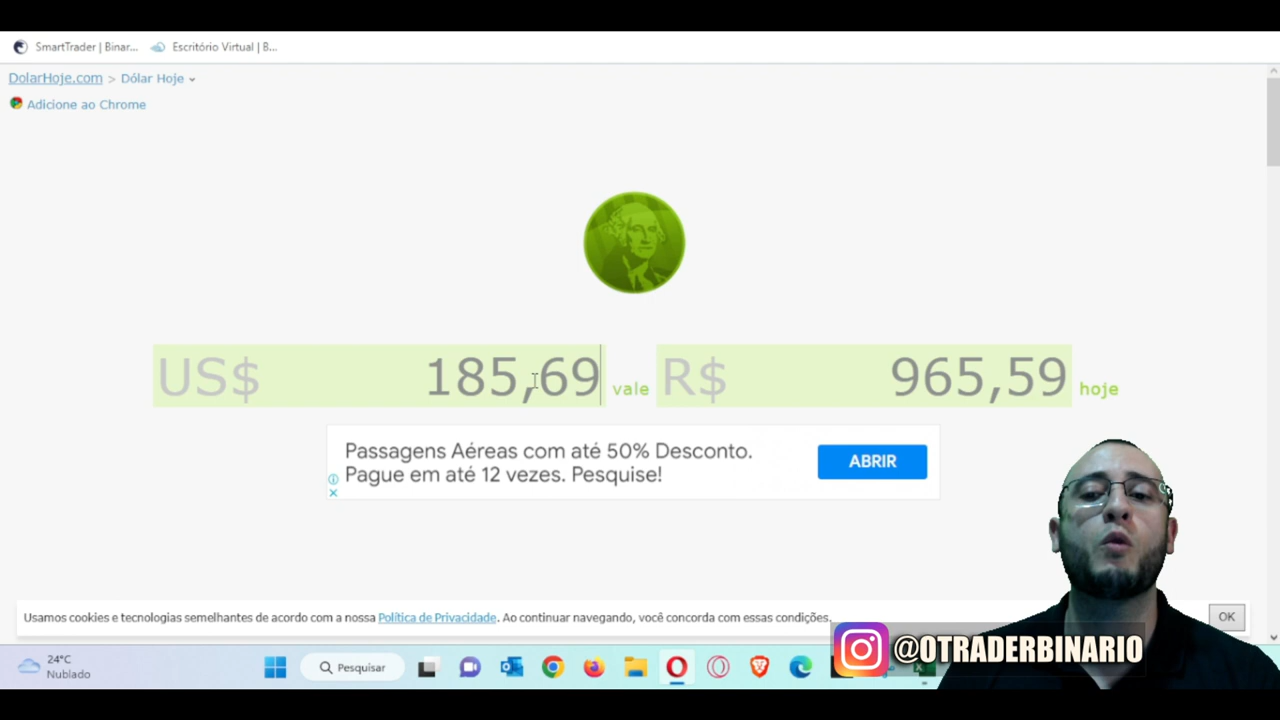 SmartTrader | Binar...
Escritório Virtual | B...
DolarHoje.com > Dólar Hoje
Adicione ao Chrome
US$ 185,69 vale R$ 965,59 hoje
Passagens Aéreas com até 50% Desconto.
Pague em até 12 vezes. Pesquise!
ABRIR
Usamos cookies e tecnologias semelhantes de acordo com a nossa Política de Privacidade. Ao continuar navegando, você concorda com essas condições.
OK
@OTRADERBINARIO
24°C
Nublado
Pesquisar